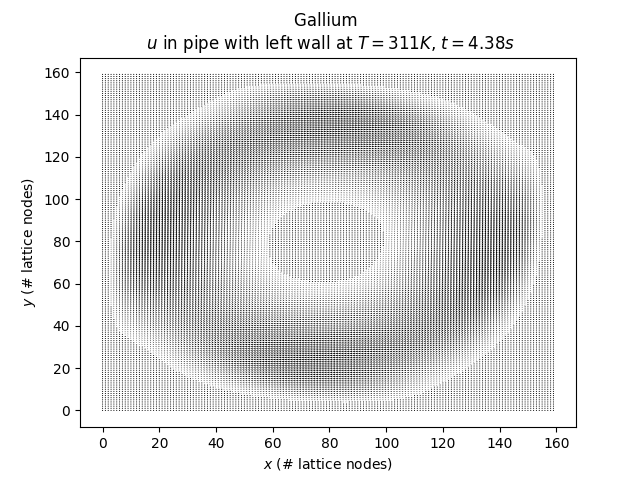 Gallium
u in pipe with left wall at T = 311K, t = 4.38s
160
140
120
100
80
60
40
20
0
y (# lattice nodes)
0 20 40 60 80 100 120 140 160
x (# lattice nodes)